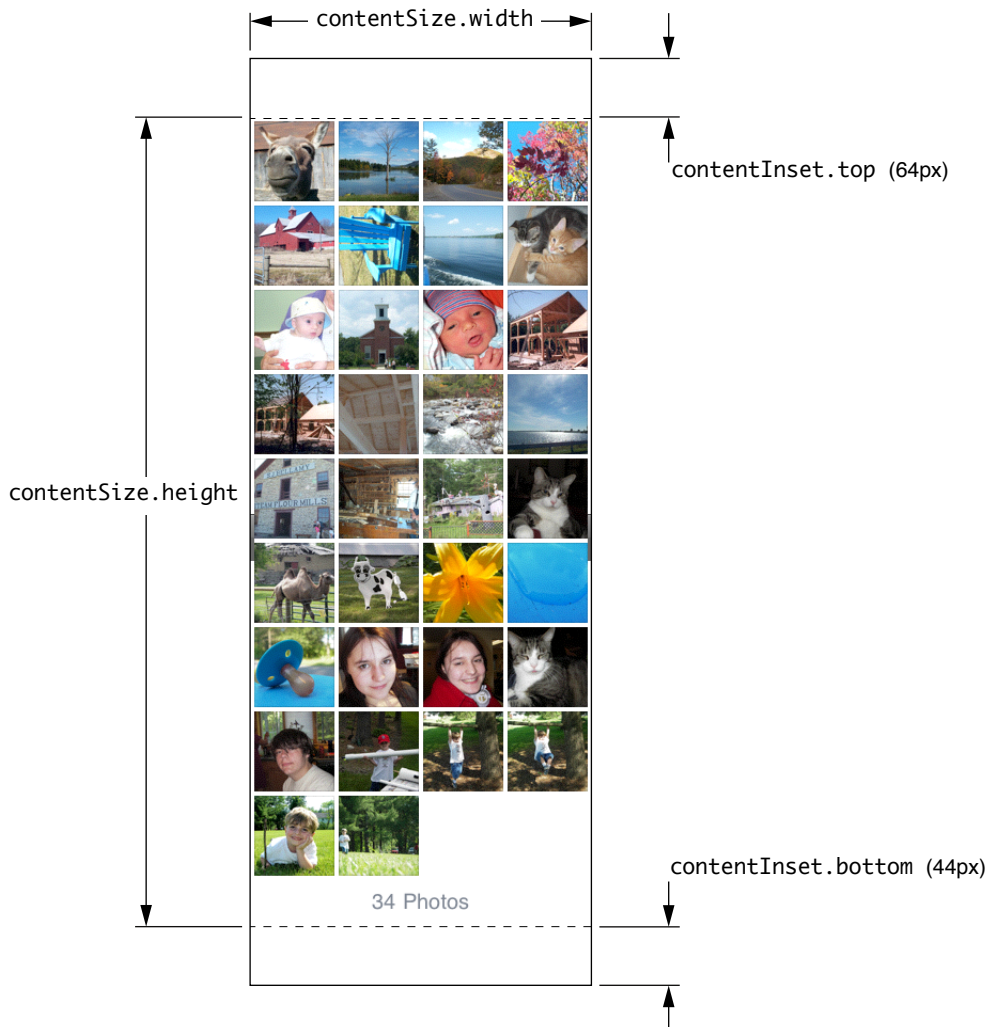 contentSize.width
contentInset.top (64px)
contentSize.height
contentInset.bottom (44px)
34 Photos